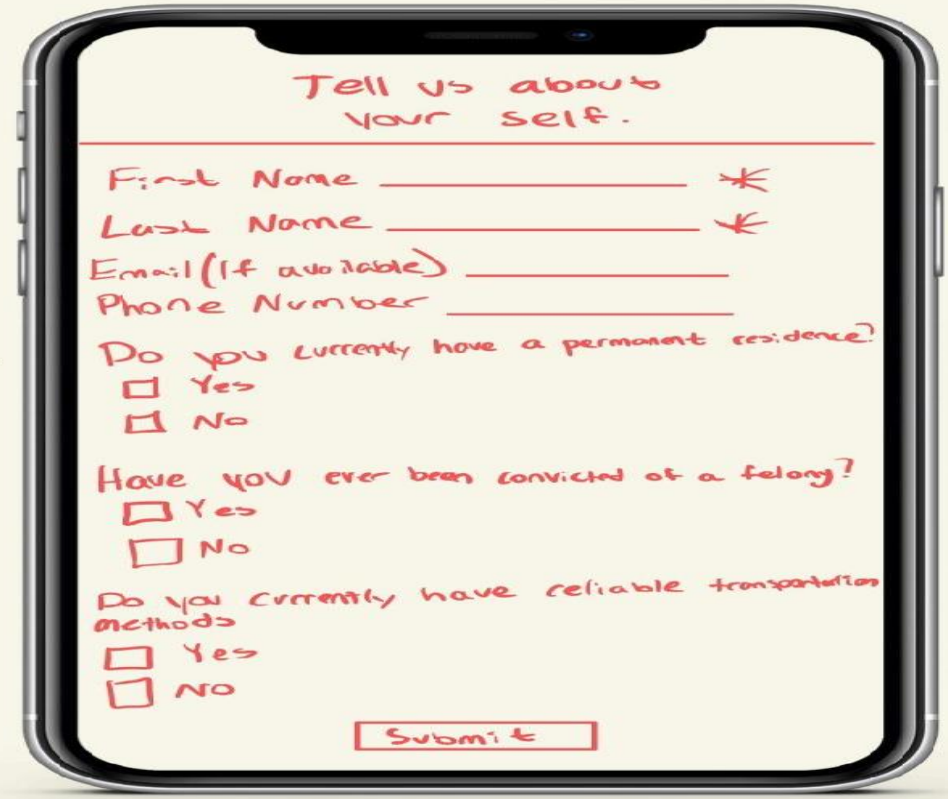 Tell us about
your self.
First Name *
Last Name *
Email (If available)
Phone Number
Do you currently have a permanent residence?
Yes
No
Have you ever been convicted of a felony?
Yes
No
Do you currently have reliable transportation
methods
Yes
No
Submit